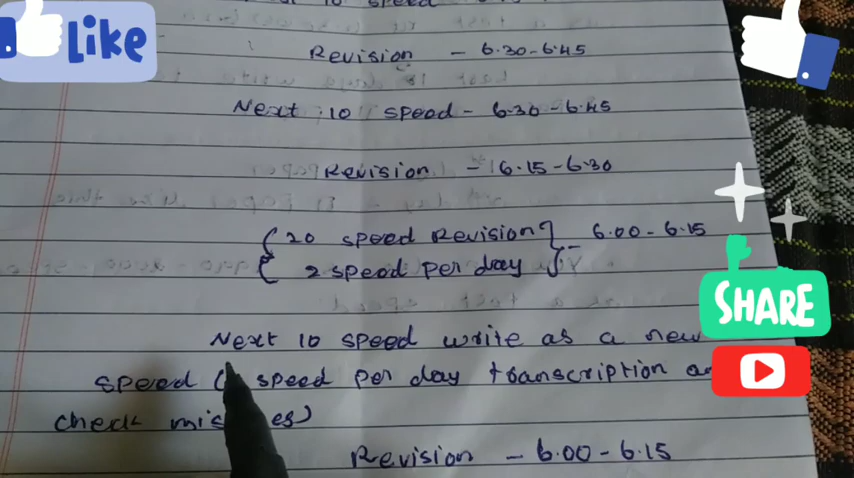 10 speed
Like
Revision - 6.30-6.45
Next 10 speed - 6.30-6.45
Revision - 6.15-6.30
{20 speed Revision} 6.00-6.15
{2 speed per day} -
Next 10 speed write as a new
speed ( speed per day transcription
check mis es)
Revision - 6.00-6.15
SHARE